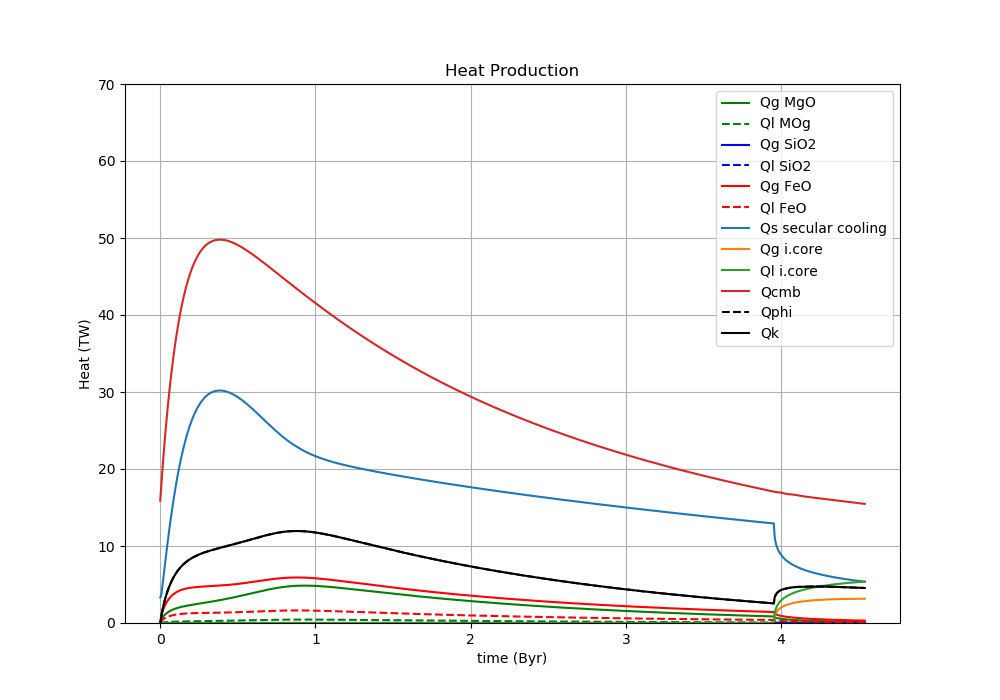 Heat Production
70
60
50
40
30
20
10
0
Heat (TW)
0 1 2 3 4
time (Byr)
Qg MgO
Ql MOg
Qg SiO2
Ql SiO2
Qg FeO
Ql FeO
Qs secular cooling
Qg i.core
Ql i.core
Qcmb
Qphi
Qk